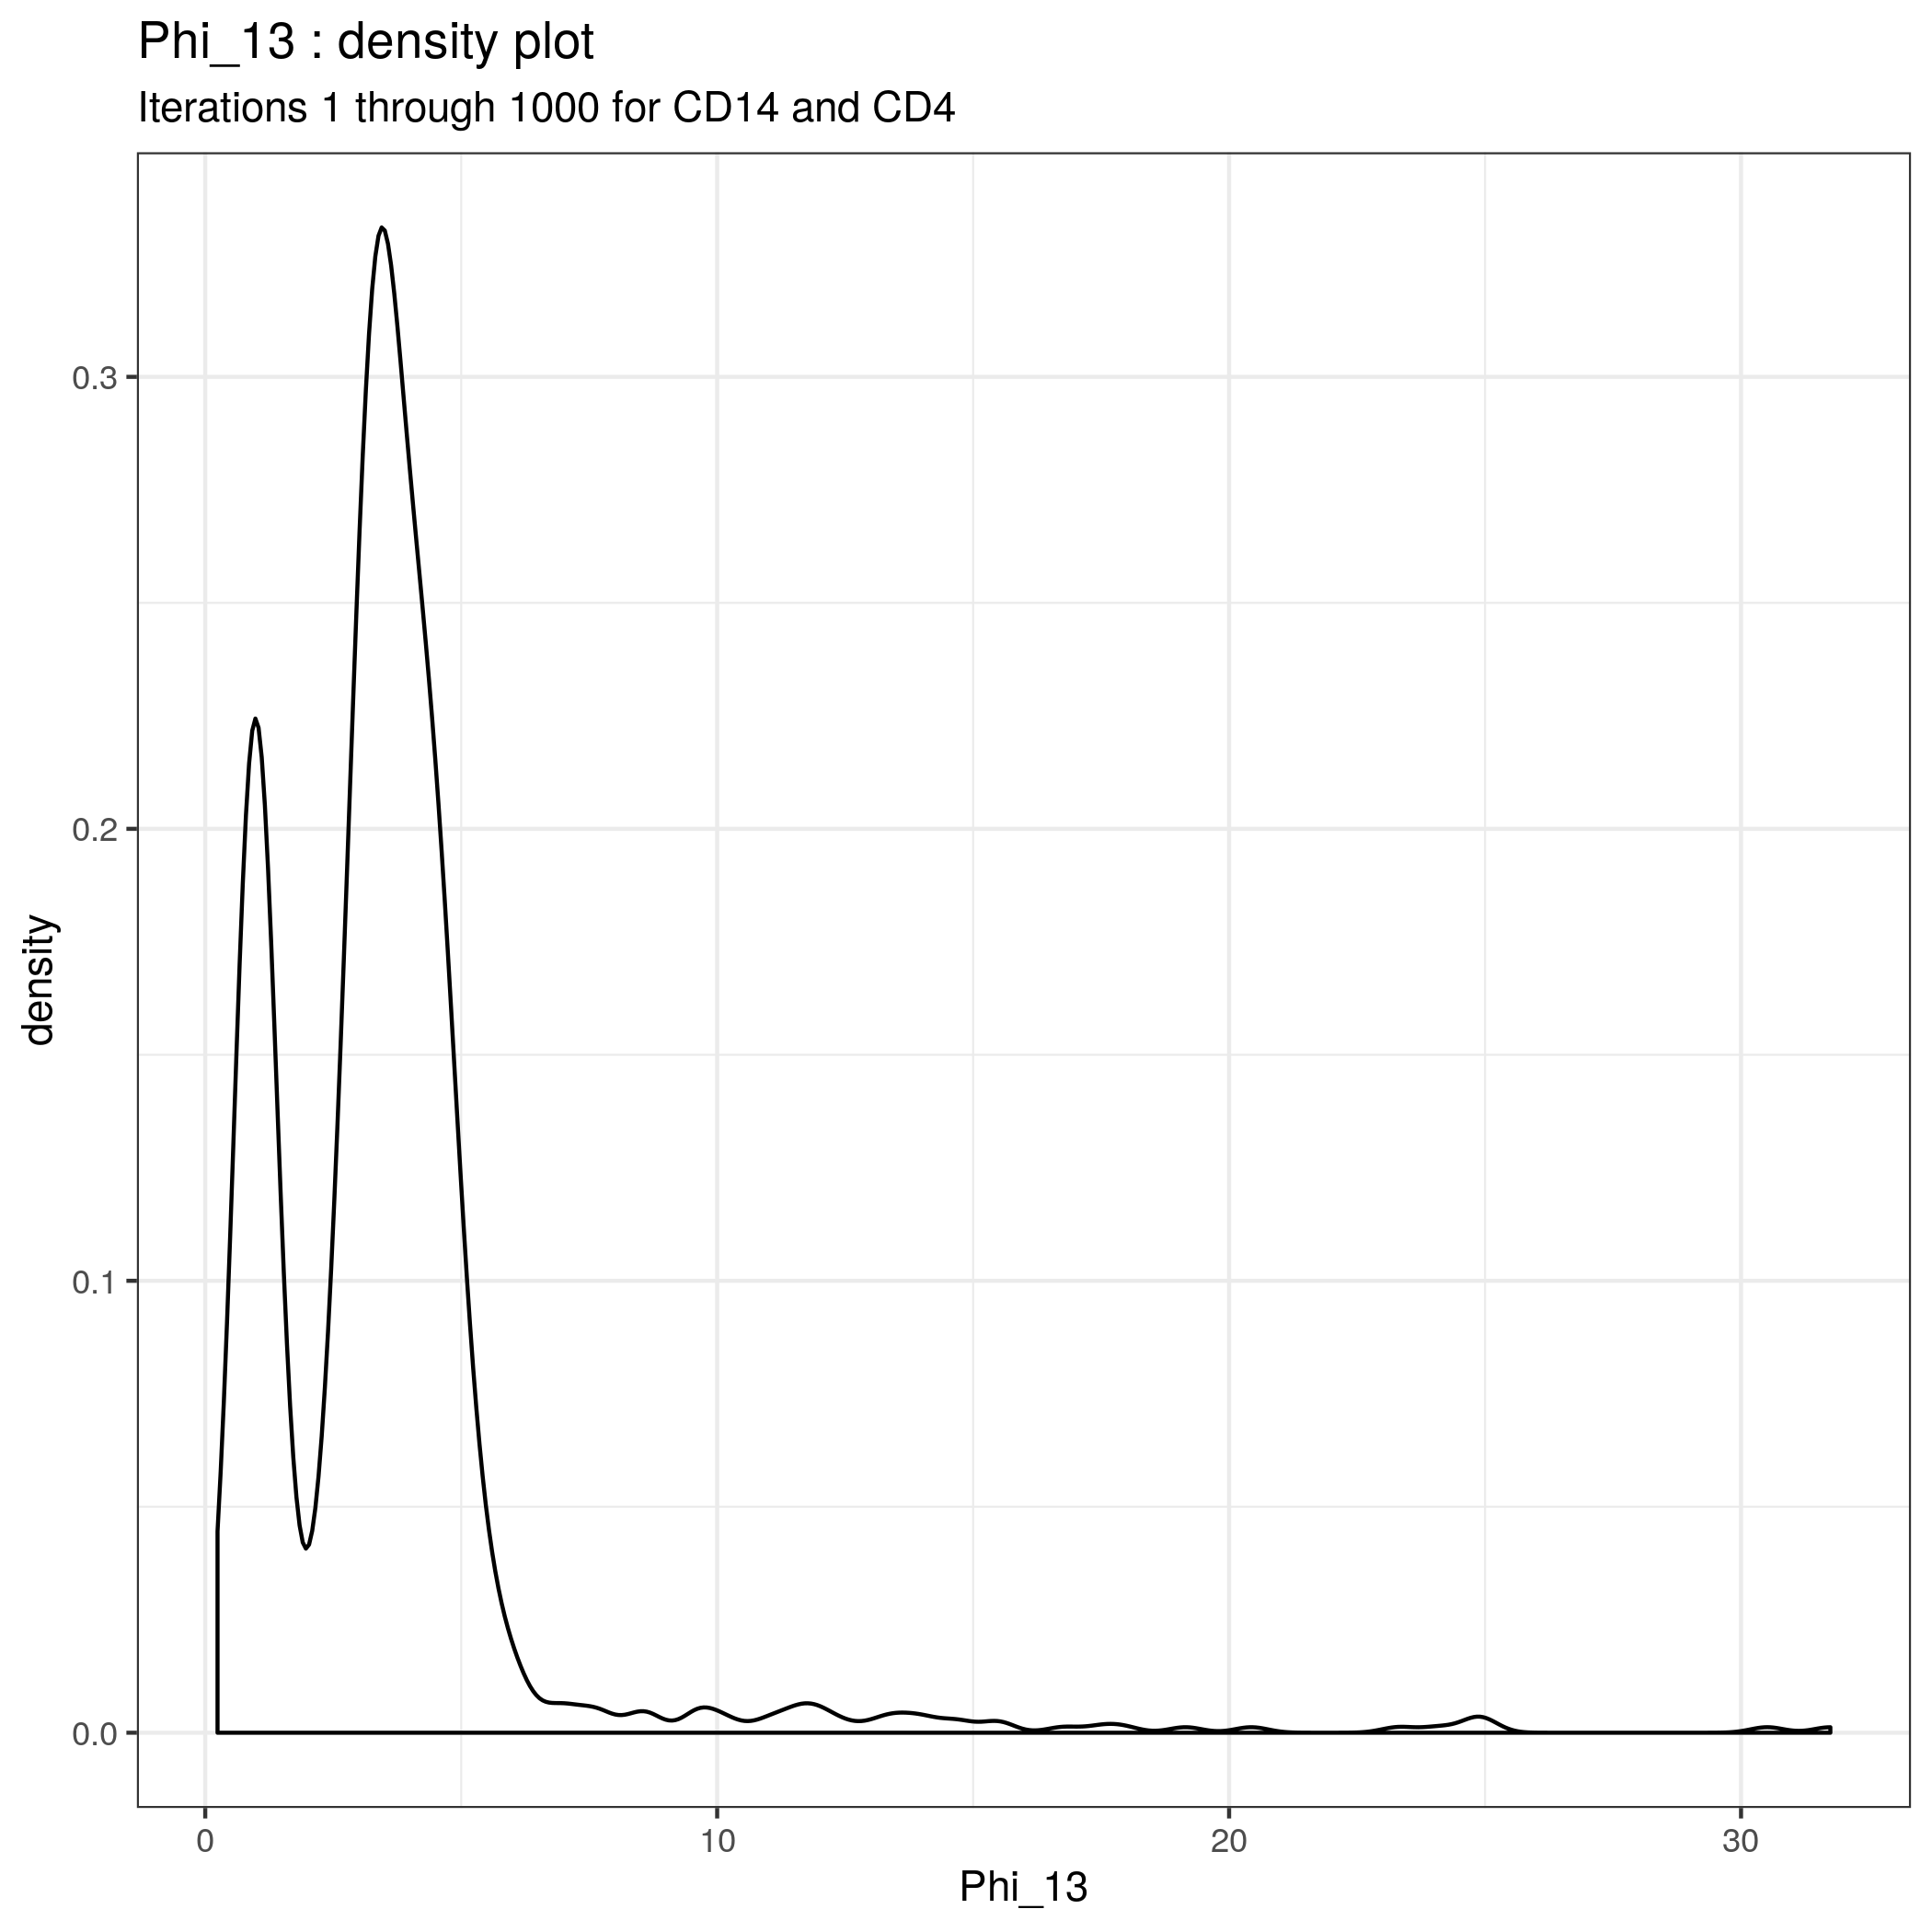 Phi_13 : density plot
Iterations 1 through 1000 for CD14 and CD4
density
0.3
0.2
0.1
0.0
0 10 20 30
Phi_13